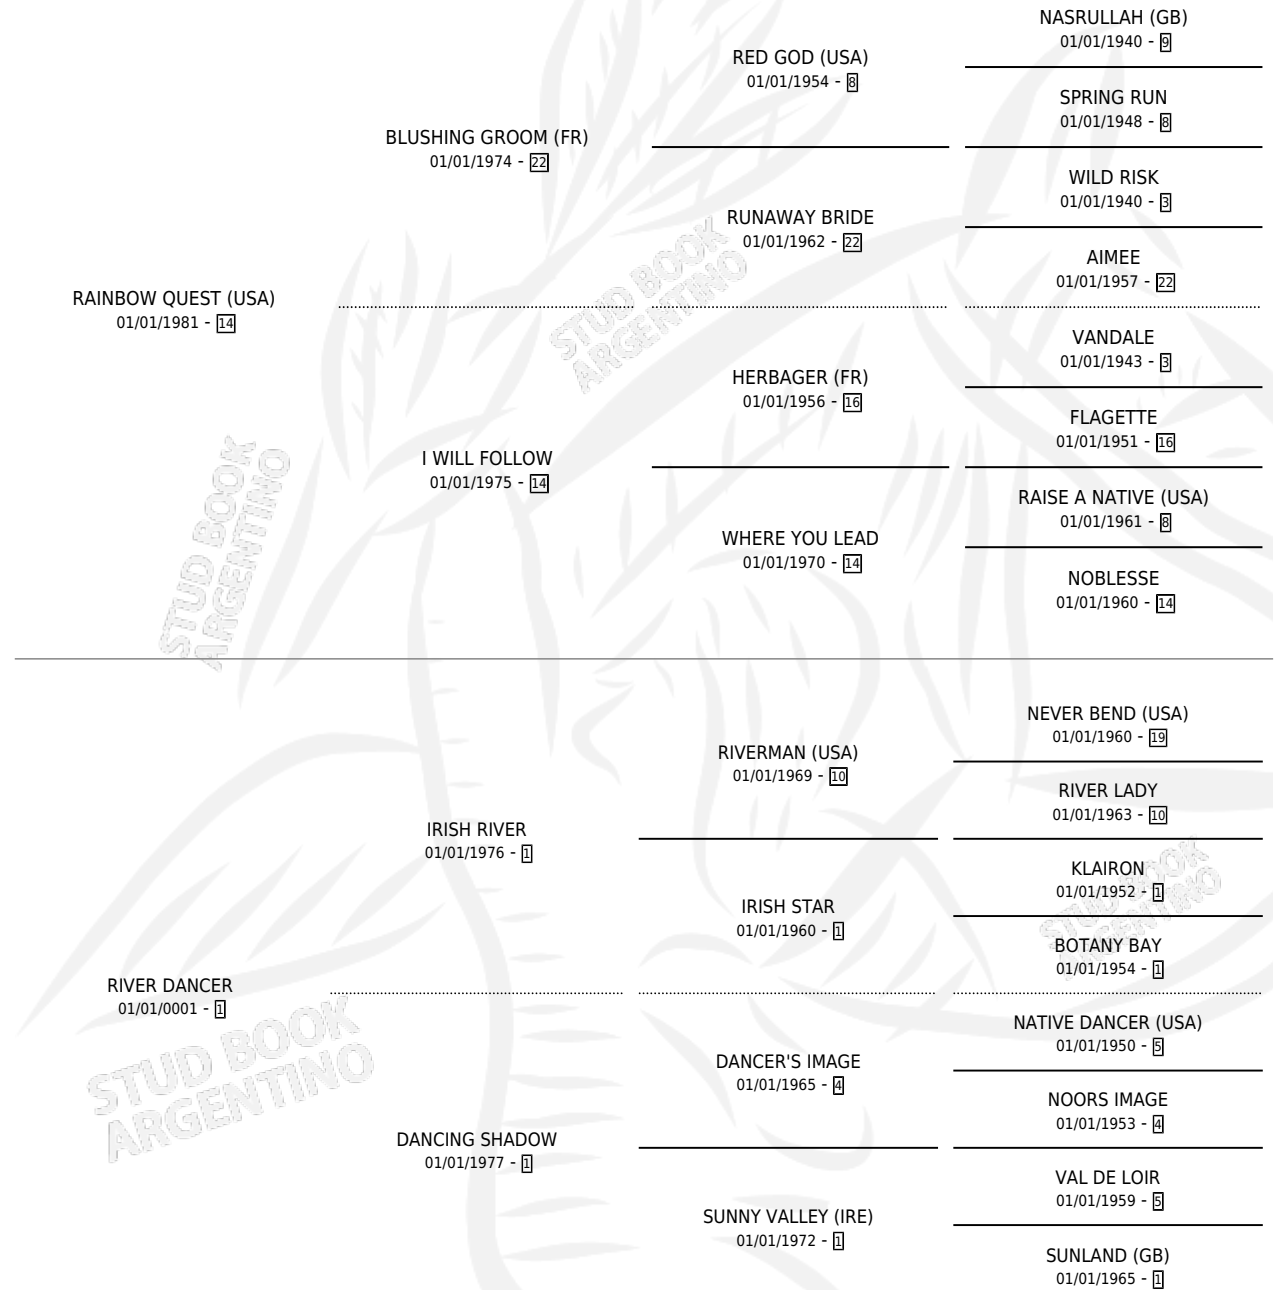 NASRULLAH (GB)
01/01/1940 - 9
RED GOD (USA)
01/01/1954 - 8
SPRING RUN
01/01/1948 - 8
BLUSHING GROOM (FR)
01/01/1974 - 22
WILD RISK
01/01/1940 - 3
RUNAWAY BRIDE
01/01/1962 - 22
AIMEE
01/01/1957 - 22
RAINBOW QUEST (USA)
01/01/1981 - 14
VANDALE
01/01/1943 - 3
HERBAGER (FR)
01/01/1956 - 16
FLAGETTE
01/01/1951 - 16
I WILL FOLLOW
01/01/1975 - 14
RAISE A NATIVE (USA)
01/01/1961 - 8
WHERE YOU LEAD
01/01/1970 - 14
NOBLESSE
01/01/1960 - 14
NEVER BEND (USA)
01/01/1960 - 19
RIVERMAN (USA)
01/01/1969 - 10
RIVER LADY
01/01/1963 - 10
IRISH RIVER
01/01/1976 - 1
KLAIRON
01/01/1952 - 1
IRISH STAR
01/01/1960 - 1
BOTANY BAY
01/01/1954 - 1
RIVER DANCER
01/01/0001 - 1
NATIVE DANCER (USA)
01/01/1950 - 5
DANCER'S IMAGE
01/01/1965 - 4
NOORS IMAGE
01/01/1953 - 4
DANCING SHADOW
01/01/1977 - 1
VAL DE LOIR
01/01/1959 - 5
SUNNY VALLEY (IRE)
01/01/1972 - 1
SUNLAND (GB)
01/01/1965 - 1
STUD BOOK
ARGENTINO
STUD BOOK
ARGENTINO
STUD BOOK
ARGENTINO
STUD BOOK
ARGENTINO